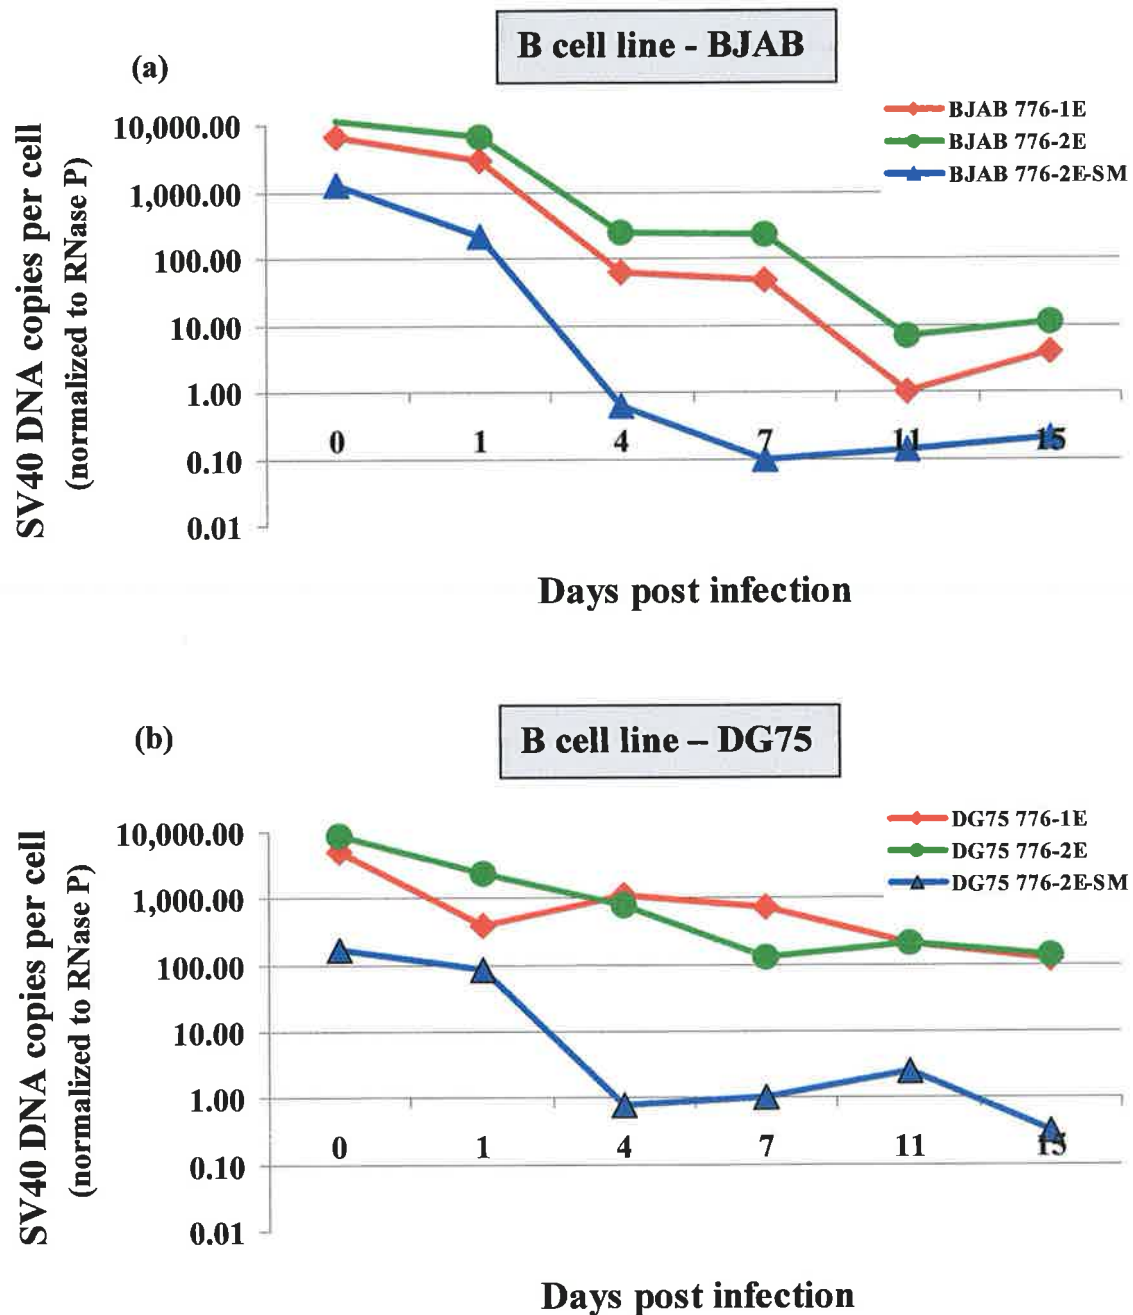 B cell line - BJAB
(a)
SV40 DNA copies per cell
(normalized to RNase P)
10,000.00
1,000.00
100.00
10.00
1.00
0.10
0.01
BJAB 776-1E
BJAB 776-2E
BJAB 776-2E-SM
0 1 4 7 11 15
Days post infection
B cell line – DG75
(b)
SV40 DNA copies per cell
(normalized to RNase P)
10,000.00
1,000.00
100.00
10.00
1.00
0.10
0.01
DG75 776-1E
DG75 776-2E
DG75 776-2E-SM
0 1 4 7 11 15
Days post infection